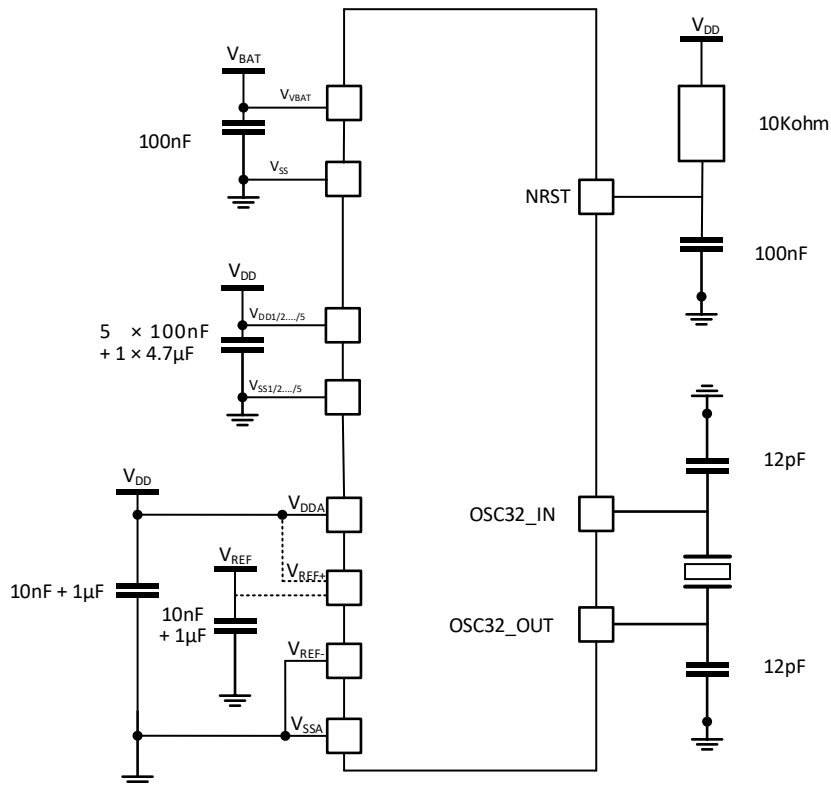 VBAT
VVBAT
100nF
VSS
VDD
VDD1/2..../5
5 × 100nF
+ 1 × 4.7µF
VSS1/2..../5
VDD
VDDA
VREF
VREF+
10nF + 1µF
10nF
+ 1µF
VREF-
VSSA
VDD
10Kohm
NRST
100nF
12pF
OSC32_IN
OSC32_OUT
12pF